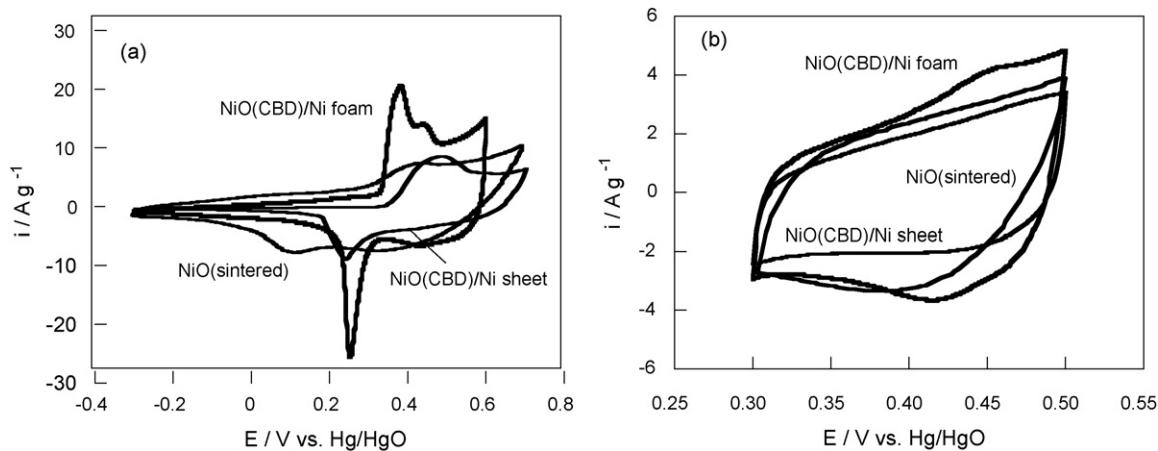 (a)
30
20
10
0
-10
-20
-30
i / A g⁻¹
NiO(CBD)/Ni foam
NiO(sintered)
NiO(CBD)/Ni sheet
-0.4 -0.2 0 0.2 0.4 0.6 0.8
E / V vs. Hg/HgO
(b)
6
4
2
0
-2
-4
-6
i / A g⁻¹
NiO(CBD)/Ni foam
NiO(sintered)
NiO(CBD)/Ni sheet
0.25 0.30 0.35 0.40 0.45 0.50 0.55
E / V vs. Hg/HgO